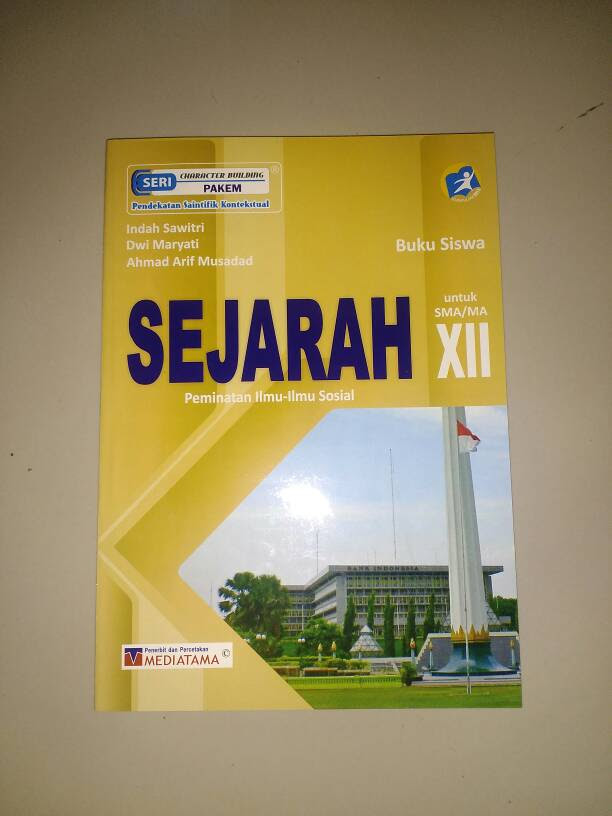 SERI
CHARACTER BUILDING
PAKEM
®
Pendekatan Saintifik Kontekstual
Indah Sawitri
Dwi Maryati
Ahmad Arif Musadad
Buku Siswa
SEJARAH
untuk
SMA/MA
XII
Peminatan Ilmu-Ilmu Sosial
BANK INDONESIA
Penerbit dan Percetakan
MEDIATAMA ©